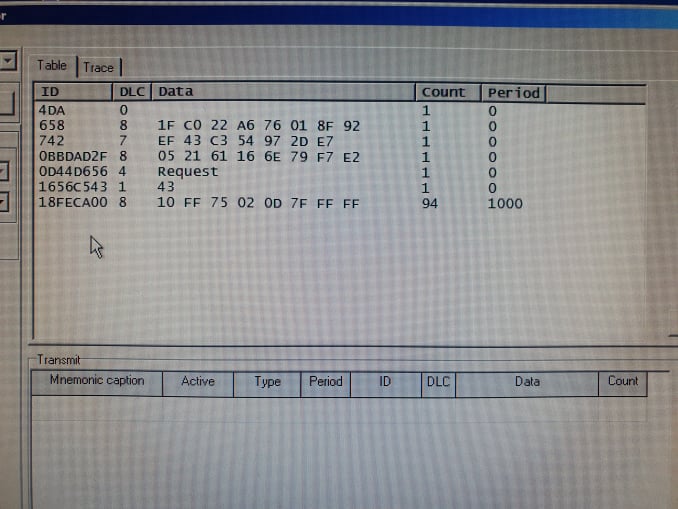 or
Table Trace
ID DLC Data Count Period
4DA 0 1 0
658 8 1F C0 22 A6 76 01 8F 92 1 0
742 7 EF 43 C3 54 97 2D E7 1 0
0BBDAD2F 8 05 21 61 16 6E 79 F7 E2 1 0
0D44D656 4 Request 1 0
1656C543 1 43 1 0
18FECA00 8 10 FF 75 02 0D 7F FF FF 94 1000
Transmit
Mnemonic caption Active Type Period ID DLC Data Count